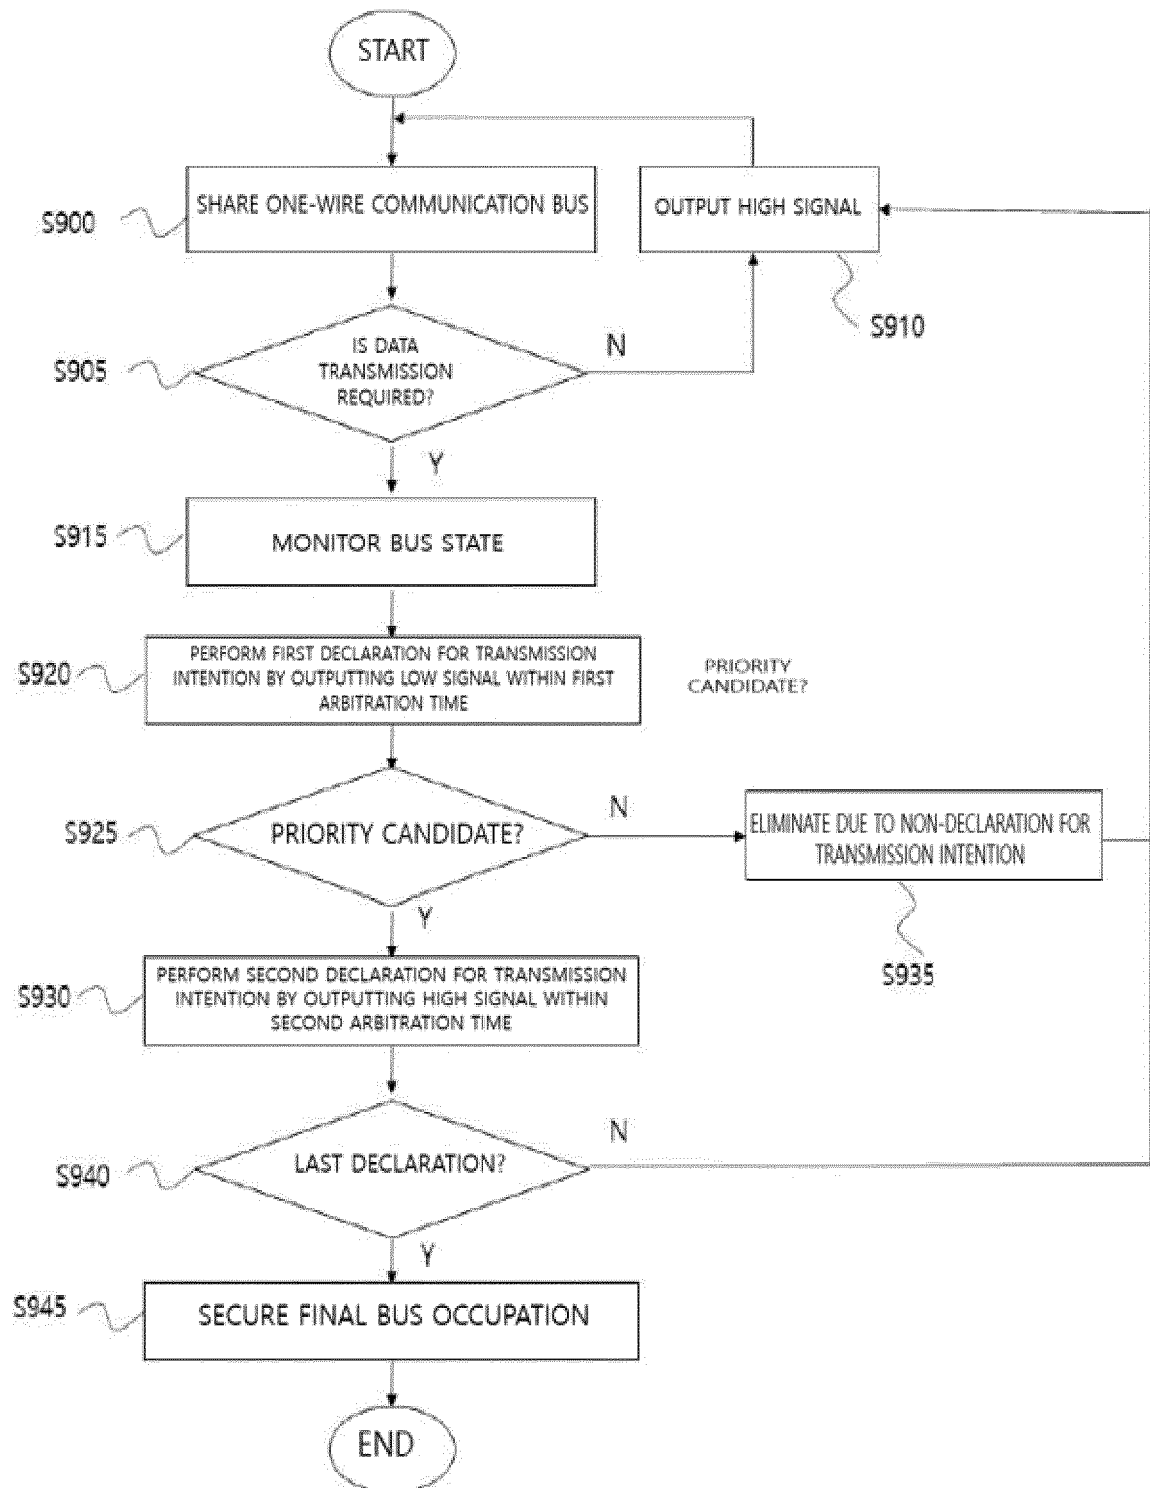 START
SHARE ONE-WIRE COMMUNICATION BUS
OUTPUT HIGH SIGNAL
S900
S910
IS DATA
TRANSMISSION
REQUIRED?
N
S905
Y
S915
MONITOR BUS STATE
PERFORM FIRST DECLARATION FOR TRANSMISSION
INTENTION BY OUTPUTTING LOW SIGNAL WITHIN FIRST
ARBITRATION TIME
S920
PRIORITY
CANDIDATE?
N
S925
PRIORITY CANDIDATE?
ELIMINATE DUE TO NON-DECLARATION FOR
TRANSMISSION INTENTION
Y
S935
PERFORM SECOND DECLARATION FOR TRANSMISSION
INTENTION BY OUTPUTTING HIGH SIGNAL WITHIN
SECOND ARBITRATION TIME
S930
N
LAST DECLARATION?
S940
Y
S945
SECURE FINAL BUS OCCUPATION
END